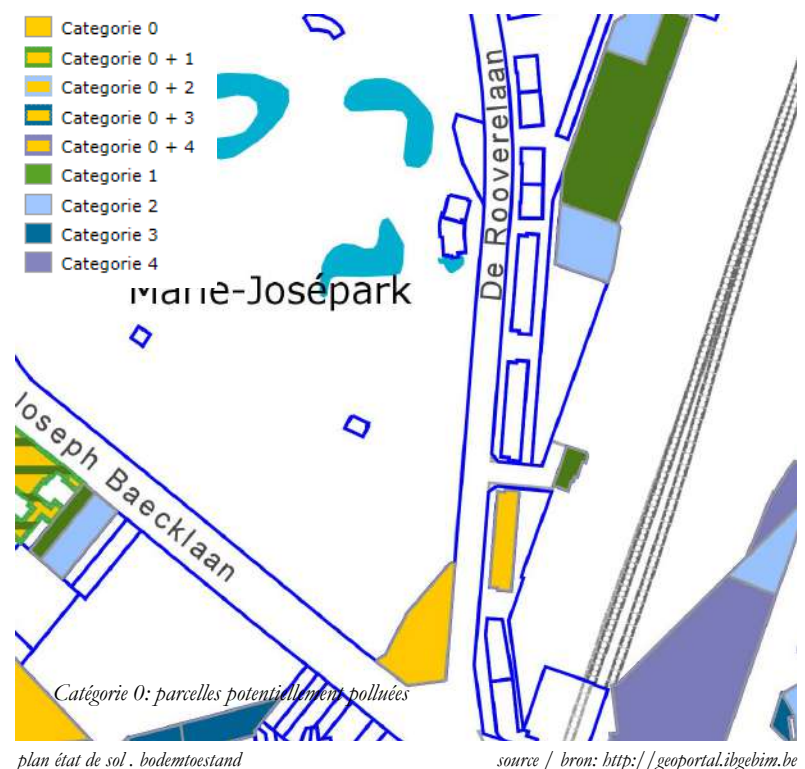 Categorie 0
Categorie 0 + 1
Categorie 0 + 2
Categorie 0 + 3
Categorie 0 + 4
Categorie 1
Categorie 2
Categorie 3
Categorie 4
De Rooverelaan
Marie-Josépark
Joseph Baecklaan
Catégorie 0: parcelles potentiellement polluées
plan état de sol . bodemtoestand
source / bron: http://geoportal.ibgebim.be